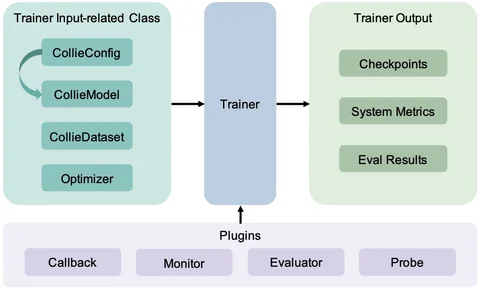 Trainer Input-related Class
CollieConfig
CollieModel
CollieDataset
Optimizer
Trainer
Trainer Output
Checkpoints
System Metrics
Eval Results
Plugins
Callback
Monitor
Evaluator
Probe